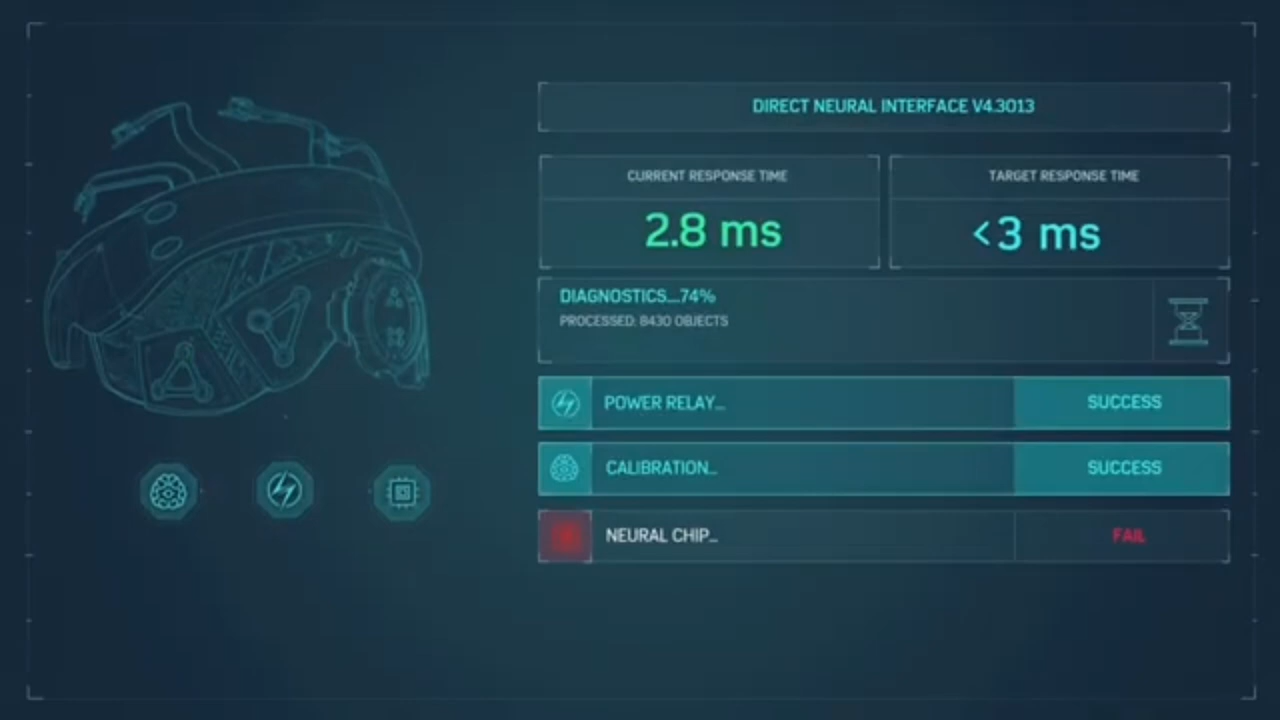 DIRECT NEURAL INTERFACE V4.3013
CURRENT RESPONSE TIME
TARGET RESPONSE TIME
2.8 ms
<3 ms
DIAGNOSTICS...74%
PROCESSED: 8430 OBJECTS
POWER RELAY...
SUCCESS
CALIBRATION...
SUCCESS
NEURAL CHIP...
FAIL